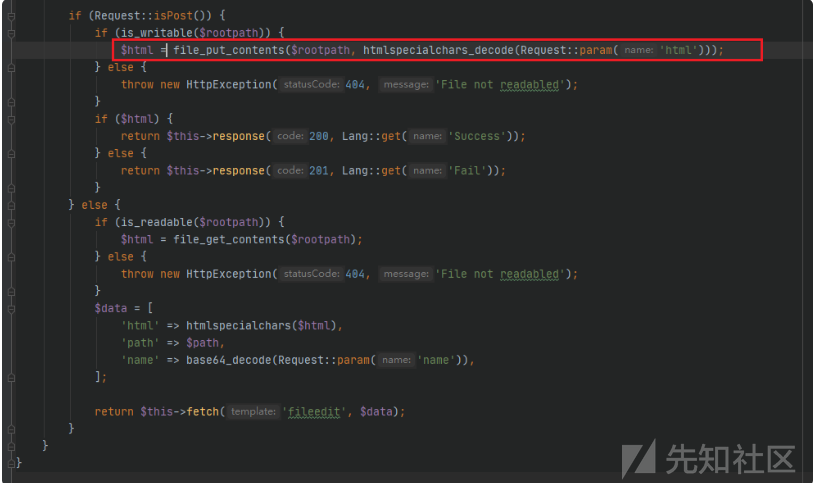 if (Request::isPost()) {
if (is_writable($rootpath)) {
$html = file_put_contents($rootpath, htmlspecialchars_decode(Request::param( name: 'html')));
} else {
throw new HttpException( statusCode: 404, message: 'File not readabled');
}
if ($html) {
return $this->response( code: 200, Lang::get( name: 'Success'));
} else {
return $this->response( code: 201, Lang::get( name: 'Fail'));
}
} else {
if (is_readable($rootpath)) {
$html = file_get_contents($rootpath);
} else {
throw new HttpException( statusCode: 404, message: 'File not readabled');
}
$data = [
'html' => htmlspecialchars($html),
'path' => $path,
'name' => base64_decode(Request::param( name: 'name')),
];
return $this->fetch( template: 'fileedit', $data);
}
}
}
先知社区